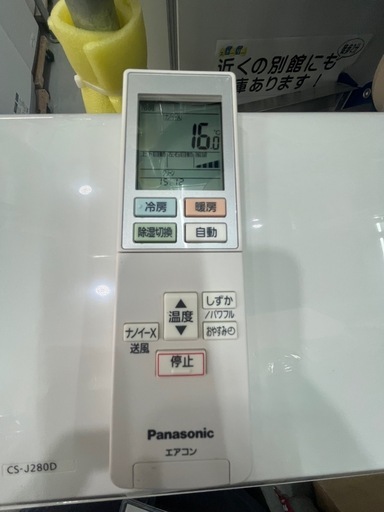 近くの別館にも
庫あります！
16.0
℃
15:12
冷房
暖房
除湿切換
自動
しずか
/パワフル
温度
ナノイーX
送風
おやすみ
停止
Panasonic
エアコン
CS-J280D